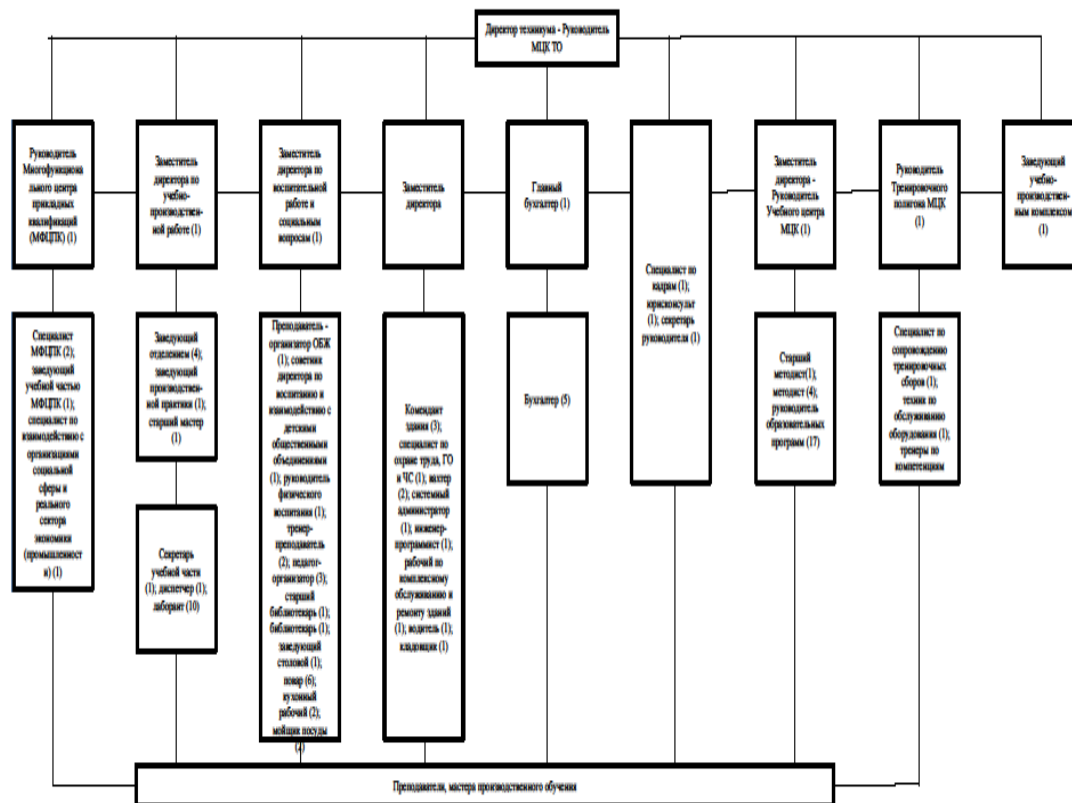 Директор техникума - Руководитель
МЦК ТО
Руководитель
Многофункциона
льного центра
прикладных
квалификаций
(МФЦПК) (1)
Заместитель
директора по
учебно-
производствен-
ной работе (1)
Заместитель
директора по
воспитательной
работе и
социальным
вопросам (1)
Заместитель
директора
Главный
бухгалтер (1)
Специалист по
кадрам (1);
юрисконсульт
(1); секретарь
руководителя (1)
Заместитель
директора -
Руководитель
Учебного центра
МЦК (1)
Руководитель
Тренировочного
полигона МЦК
(1)
Заведующий
учебно-
производствен-
ным комплексом
(1)
Специалист
МФЦПК (2);
заведующий
учебной частью
МФЦПК (1);
специалист по
взаимодействию с
организациями
социальной
сферы и
реального
сектора
экономики
(промышленност
и) (1)
Заведующий
отделением (4);
заведующий
производствен-
ной практики (1);
старший мастер
(1)
Секретарь
учебной части
(1); диспетчер (1);
лаборант (10)
Преподаватель -
организатор ОБЖ
(1); советник
директора по
воспитанию и
взаимодействию с
детскими
общественными
объединениями
(1); руководитель
физического
воспитания (1);
тренер-
преподаватель
(2); педагог-
организатор (3);
старший
библиотекарь (1);
библиотекарь (1);
заведующий
столовой (1);
повар (6);
кухонный
рабочий (2);
мойщик посуды
(2)
Комендант
здания (3);
специалист по
охране труда, ГО
и ЧС (1); вахтер
(2); системный
администратор
(1); инженер-
программист (1);
рабочий по
комплексному
обслуживанию и
ремонту зданий
(1); водитель (1);
кладовщик (1)
Бухгалтер (5)
Старший
методист(1);
методист (4);
руководитель
образовательных
программ (17)
Специалист по
сопровождению
тренировочных
сборов (1);
техник по
обслуживанию
оборудования (1);
тренеры по
компетенциям
Преподаватели, мастера производственного обучения